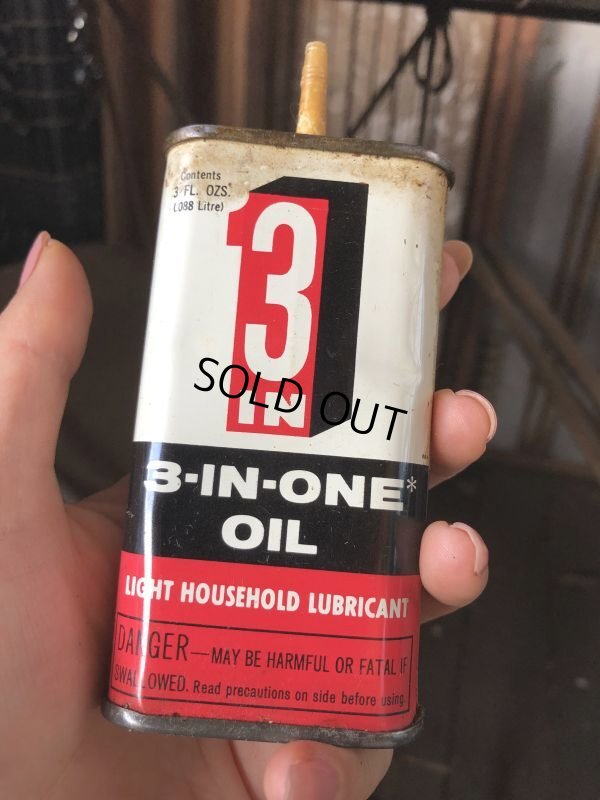 Contents
3 FL. OZS.
(.088 Litre)
3
IN
SOLD OUT
3-IN-ONE*
OIL
LIGHT HOUSEHOLD LUBRICANT
DANGER—MAY BE HARMFUL OR FATAL IF
SWALLOWED. Read precautions on side before using.